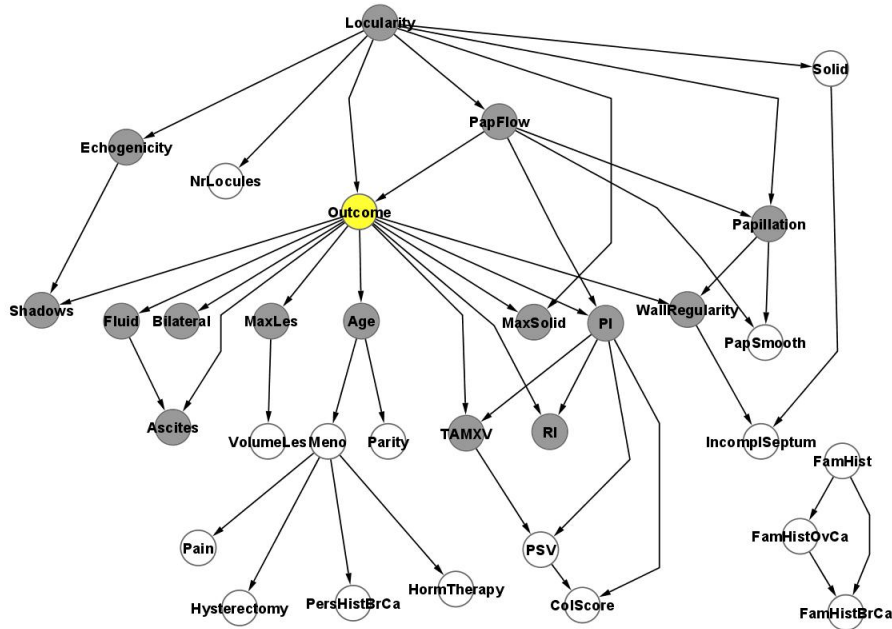 Locularity
Solid
PapFlow
Echogenicity
NrLocules
Outcome
Papillation
Shadows
Fluid
Bilateral
MaxLes
Age
MaxSolid
PI
WallRegularity
PapSmooth
Ascites
VolumeLes
Meno
Parity
TAMXV
RI
IncomplSeptum
FamHist
Pain
PSV
FamHistOvCa
Hysterectomy
PersHistBrCa
HormTherapy
ColScore
FamHistBrCa